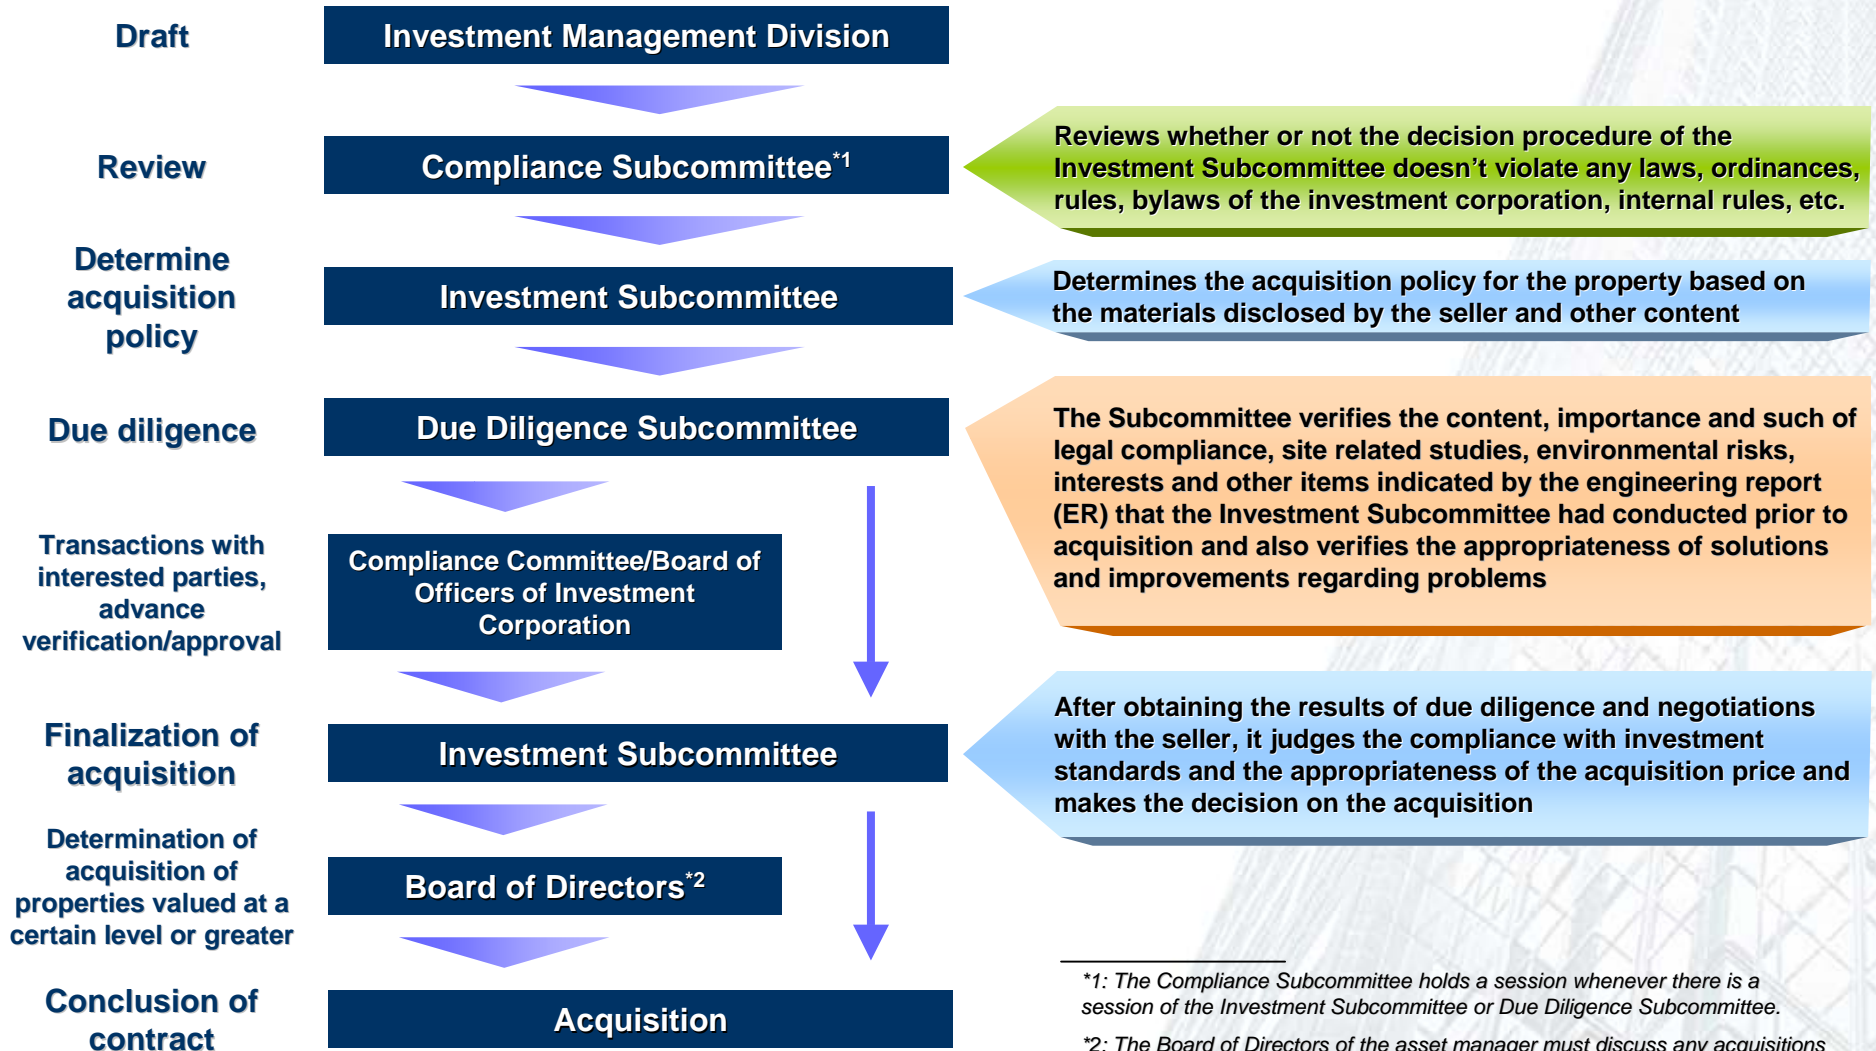 Draft
Investment Management Division
Review
Compliance Subcommittee*1
Reviews whether or not the decision procedure of the
Investment Subcommittee doesn't violate any laws, ordinances,
rules, bylaws of the investment corporation, internal rules, etc.
Determine
acquisition
policy
Investment Subcommittee
Determines the acquisition policy for the property based on
the materials disclosed by the seller and other content
Due diligence
Due Diligence Subcommittee
The Subcommittee verifies the content, importance and such of
legal compliance, site related studies, environmental risks,
interests and other items indicated by the engineering report
(ER) that the Investment Subcommittee had conducted prior to
acquisition and also verifies the appropriateness of solutions
and improvements regarding problems
Transactions with
interested parties,
advance
verification/approval
Compliance Committee/Board of
Officers of Investment
Corporation
Finalization of
acquisition
Investment Subcommittee
After obtaining the results of due diligence and negotiations
with the seller, it judges the compliance with investment
standards and the appropriateness of the acquisition price and
makes the decision on the acquisition
Determination of
acquisition of
properties valued at a
certain level or greater
Board of Directors*2
Conclusion of
contract
Acquisition
*1: The Compliance Subcommittee holds a session whenever there is a
session of the Investment Subcommittee or Due Diligence Subcommittee.
*2: The Board of Directors of the asset manager must discuss any acquisitions